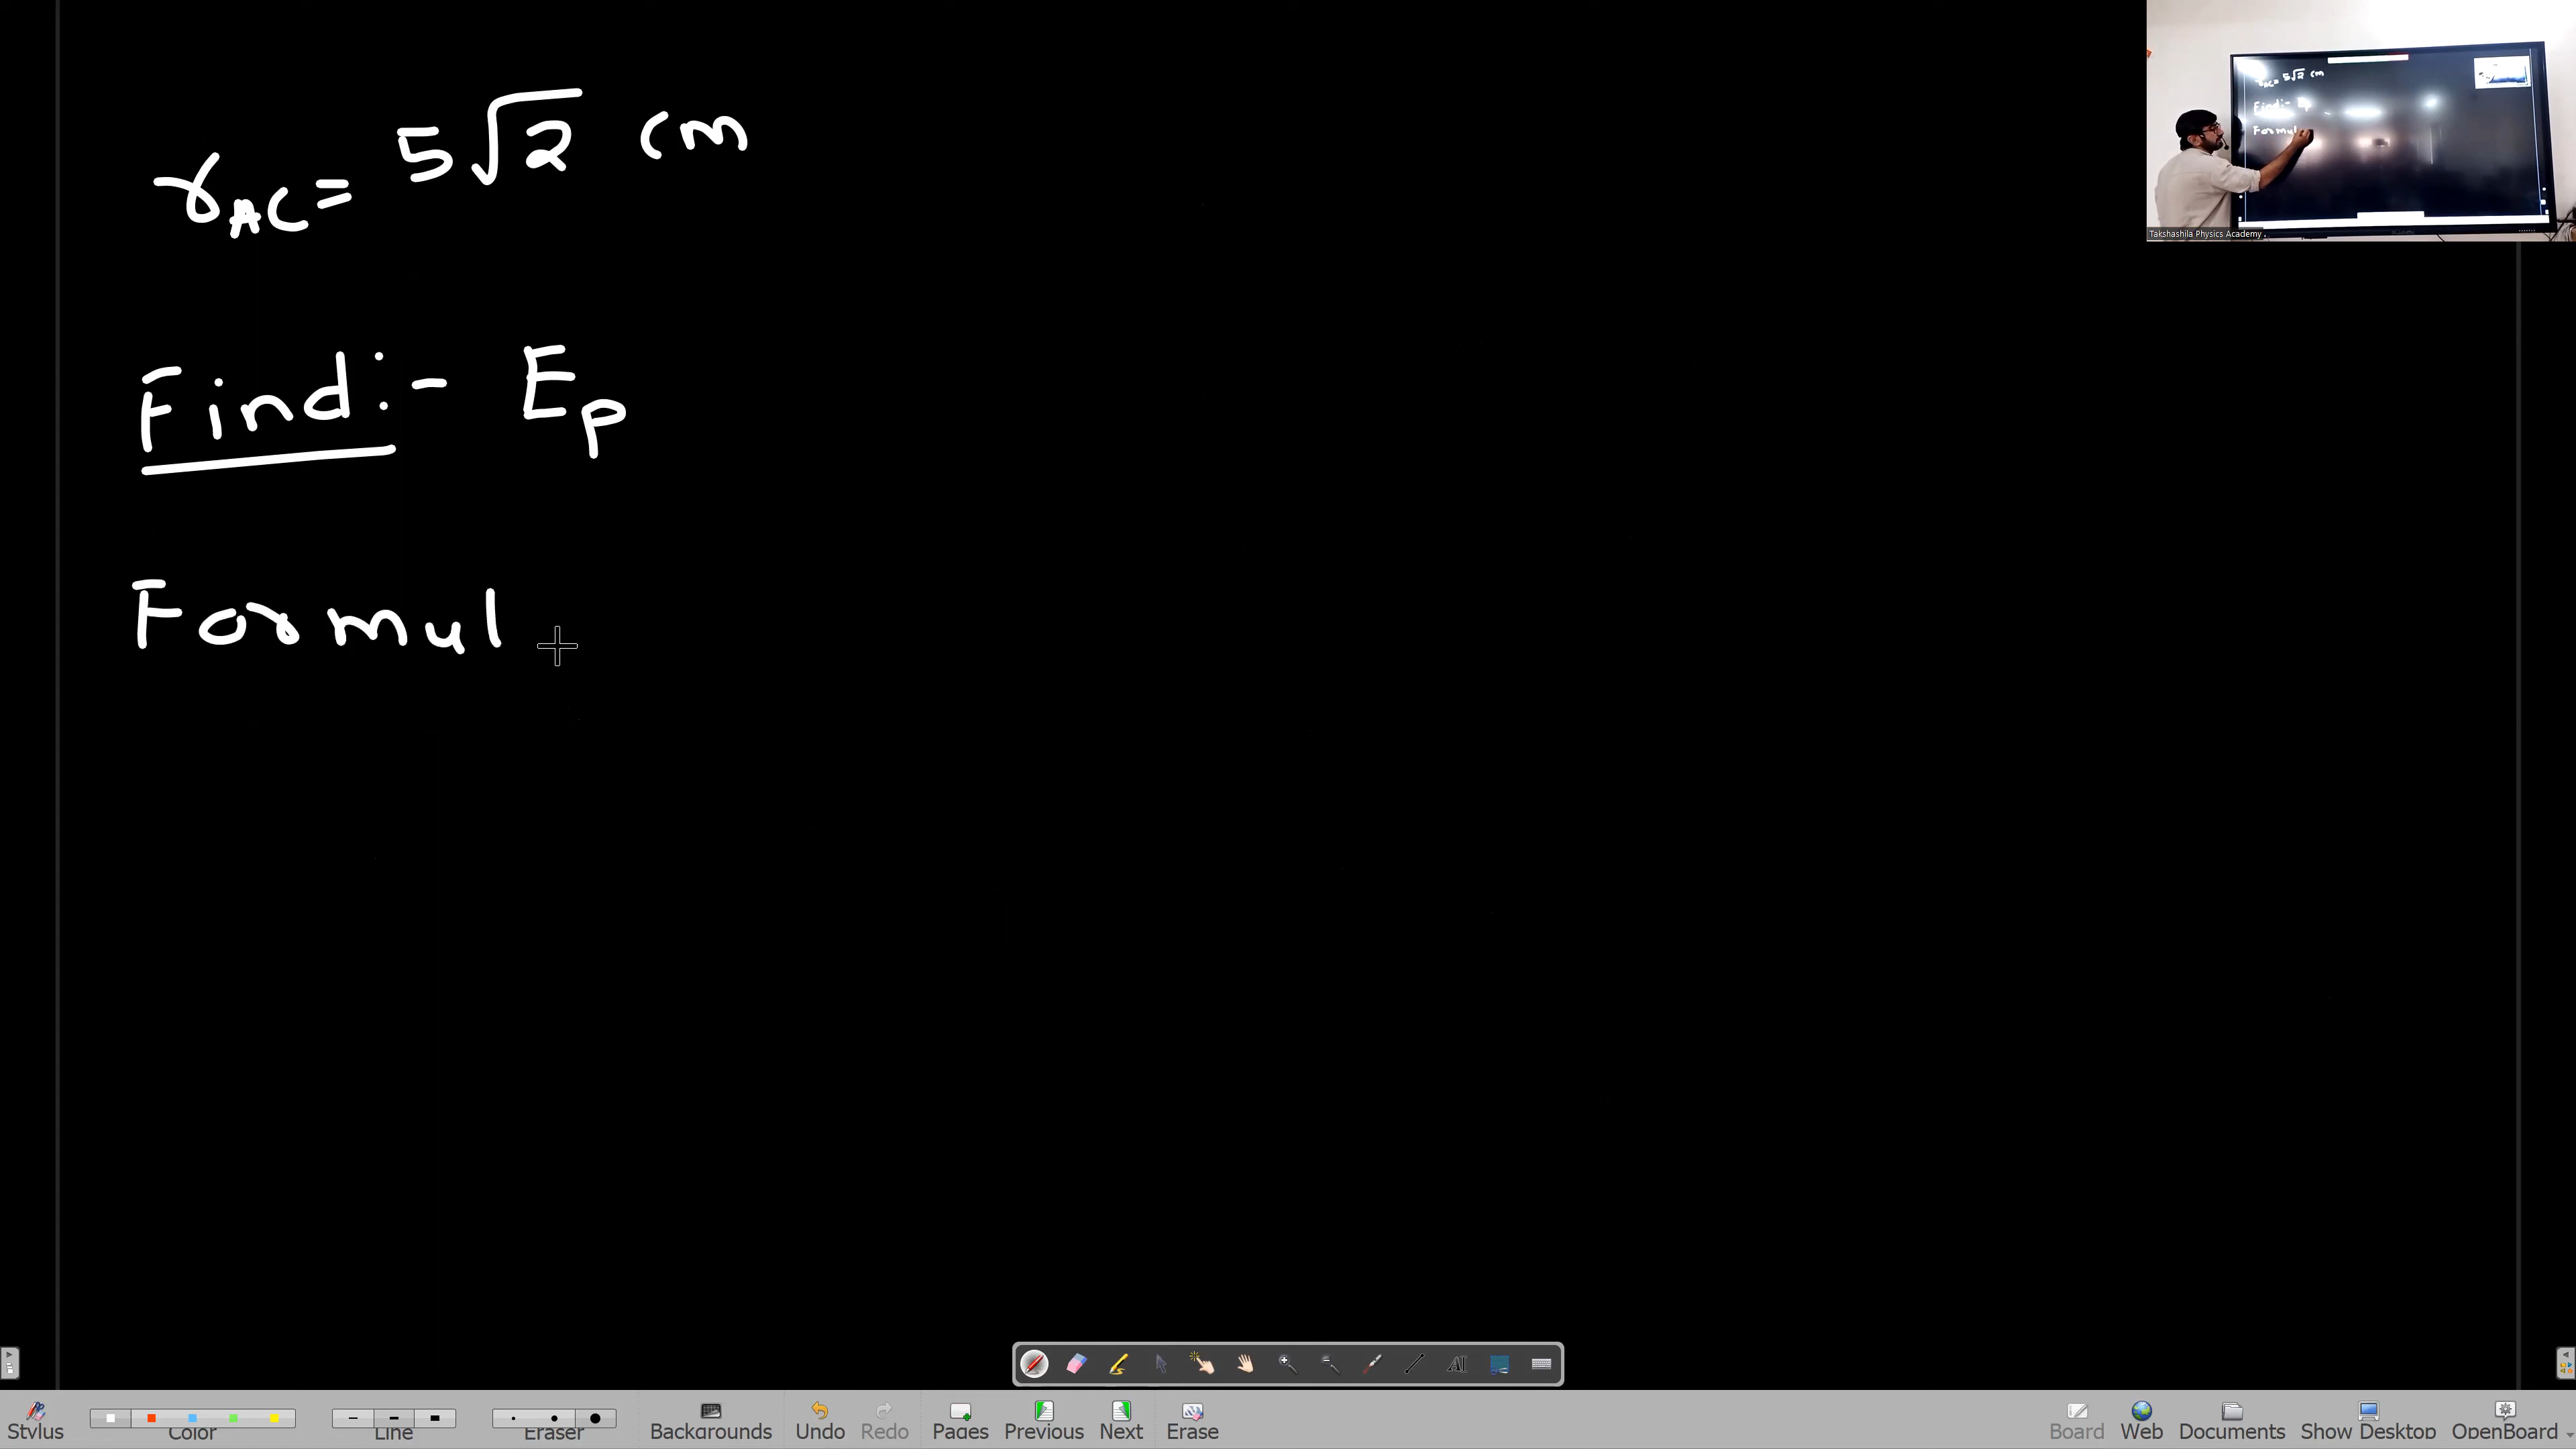 r_AC = 5√2 cm
Find:- E_p
Formul
Takshashila Physics Academy .
Stylus Color Line Eraser Backgrounds Undo Redo Pages Previous Next Erase Board Web Documents Show Desktop OpenBoard